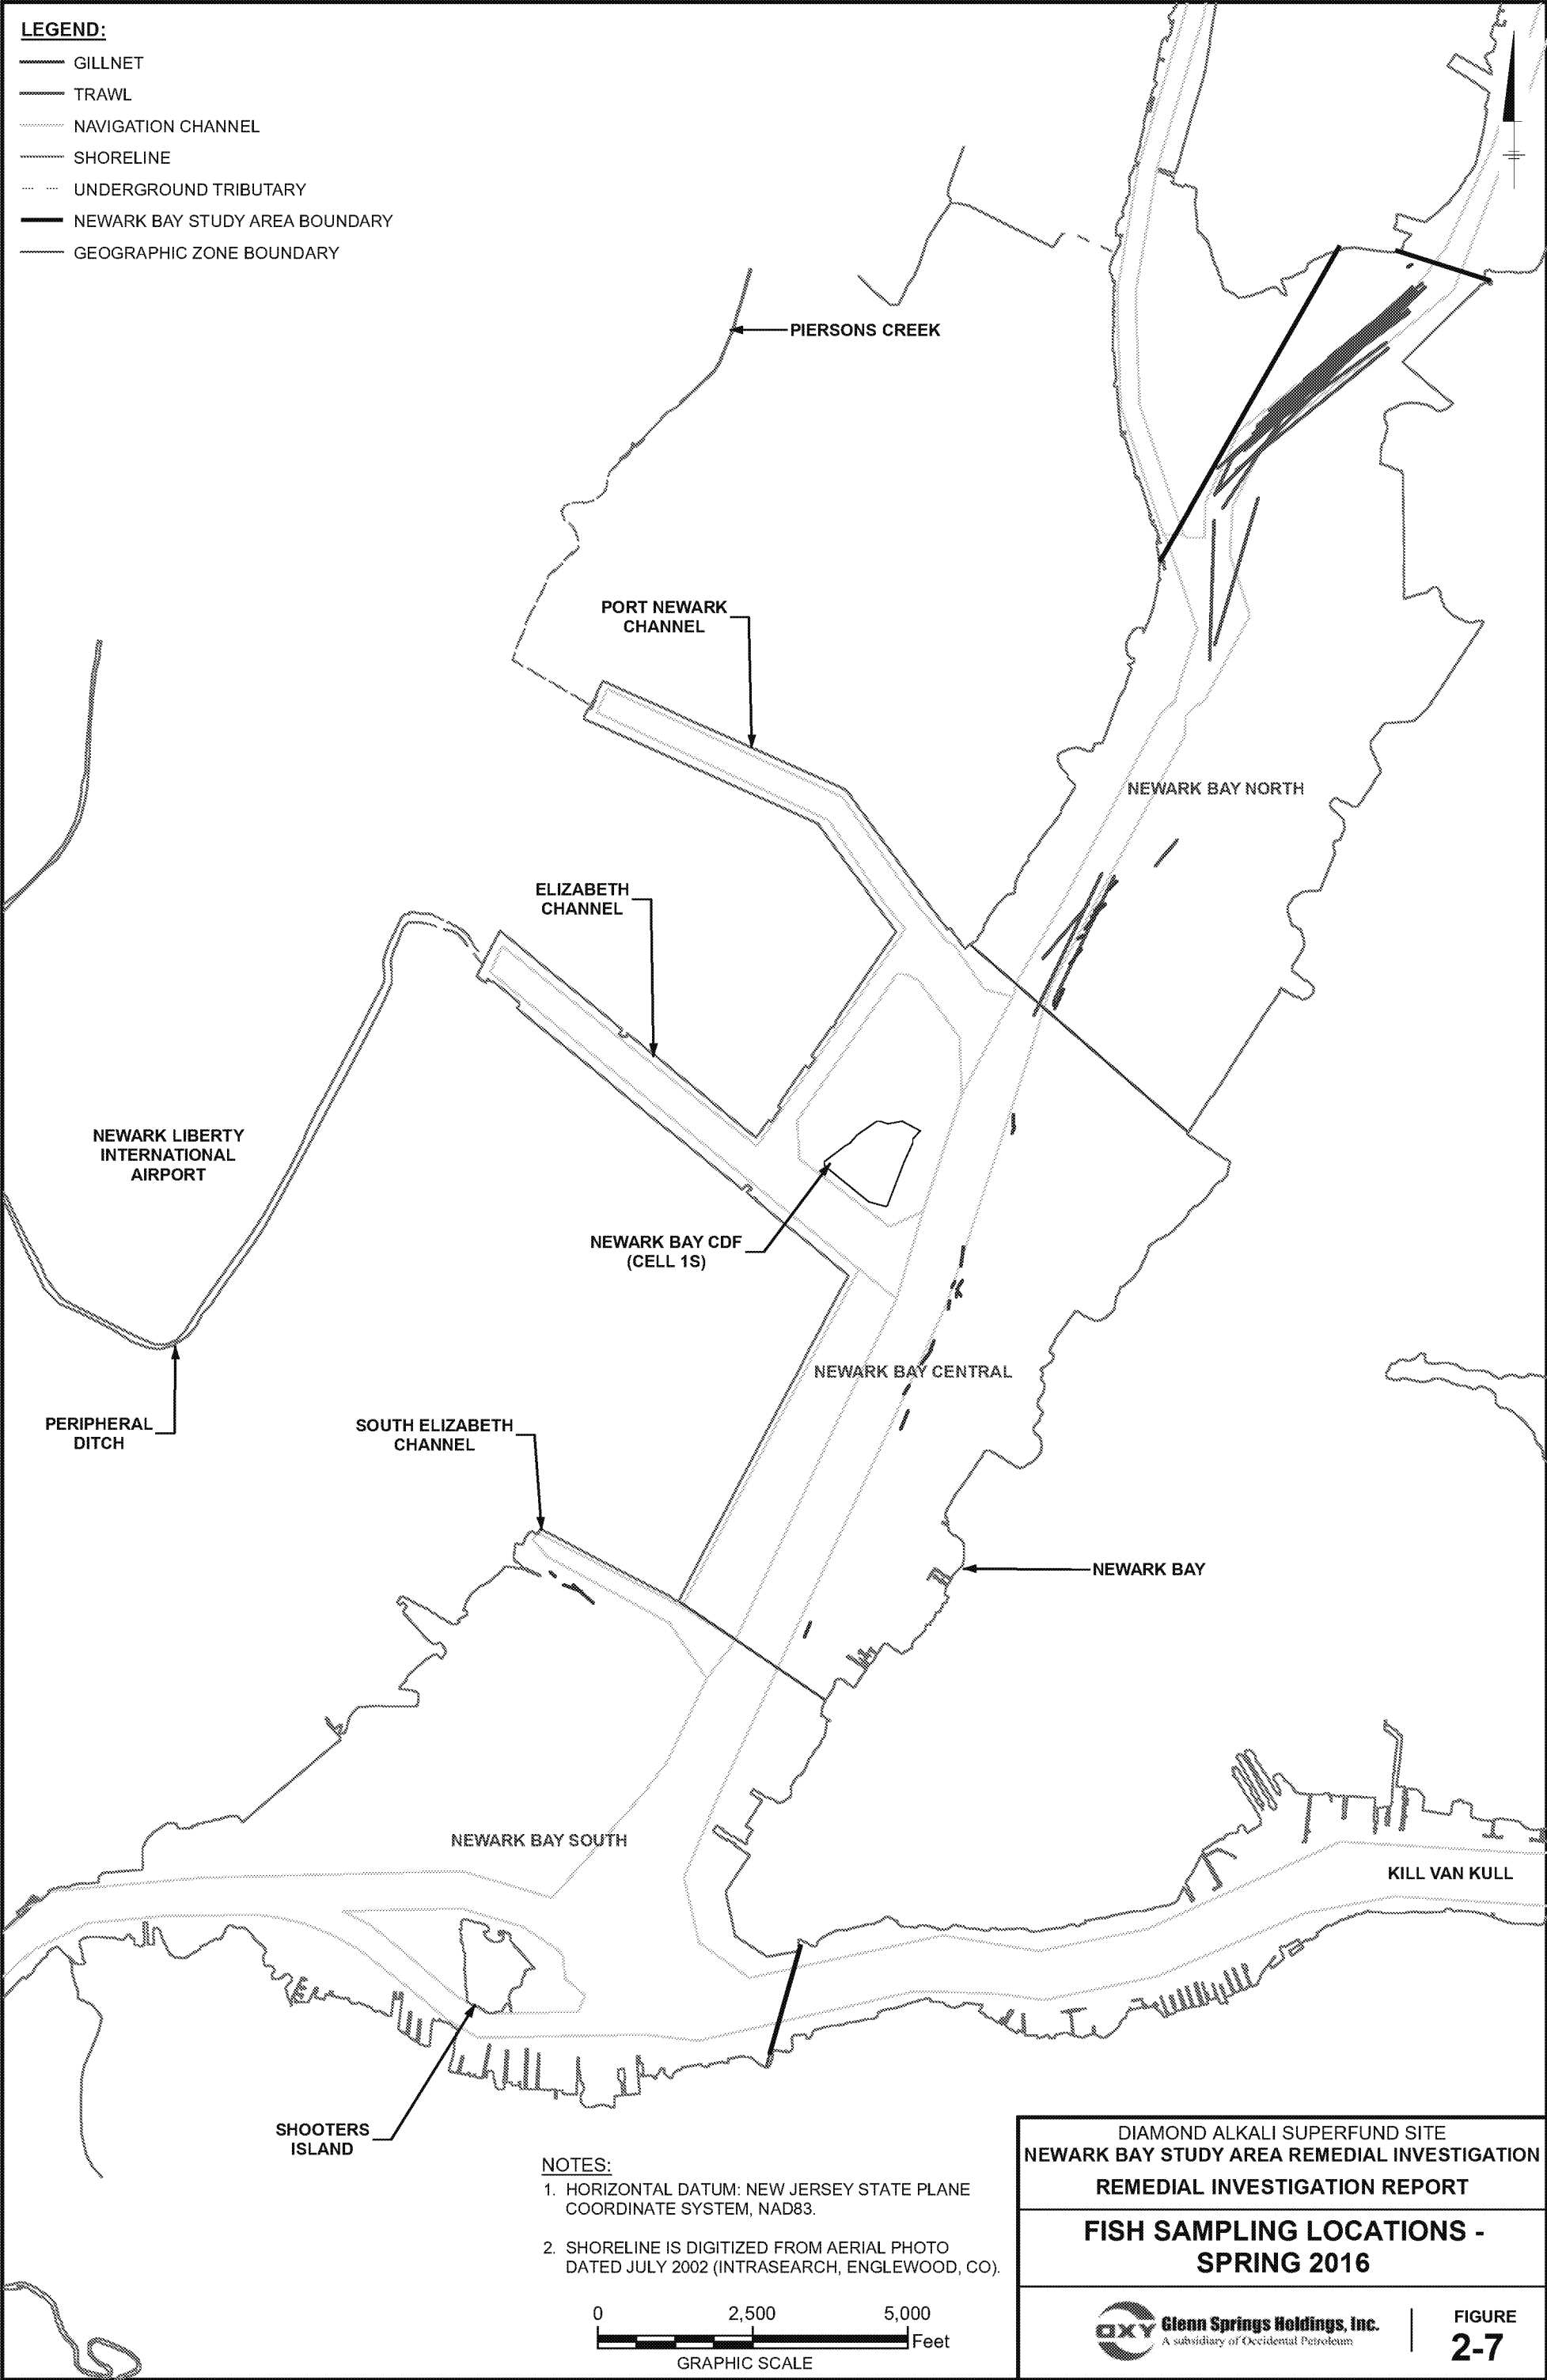 LEGEND:
GILLNET
TRAWL
NAVIGATION CHANNEL
SHORELINE
UNDERGROUND TRIBUTARY
NEWARK BAY STUDY AREA BOUNDARY
GEOGRAPHIC ZONE BOUNDARY
PIERSONS CREEK
PORT NEWARK
CHANNEL
NEWARK BAY NORTH
ELIZABETH
CHANNEL
NEWARK LIBERTY
INTERNATIONAL
AIRPORT
NEWARK BAY CDF
(CELL 1S)
NEWARK BAY CENTRAL
PERIPHERAL
DITCH
SOUTH ELIZABETH
CHANNEL
NEWARK BAY
NEWARK BAY SOUTH
KILL VAN KULL
SHOOTERS
ISLAND
NOTES:
1. HORIZONTAL DATUM: NEW JERSEY STATE PLANE
COORDINATE SYSTEM, NAD83.
2. SHORELINE IS DIGITIZED FROM AERIAL PHOTO
DATED JULY 2002 (INTRASEARCH, ENGLEWOOD, CO).
0 2,500 5,000
Feet
GRAPHIC SCALE
DIAMOND ALKALI SUPERFUND SITE
NEWARK BAY STUDY AREA REMEDIAL INVESTIGATION
REMEDIAL INVESTIGATION REPORT
FISH SAMPLING LOCATIONS -
SPRING 2016
OXY
Glenn Springs Holdings, Inc.
A subsidiary of Occidental Petroleum
FIGURE
2-7